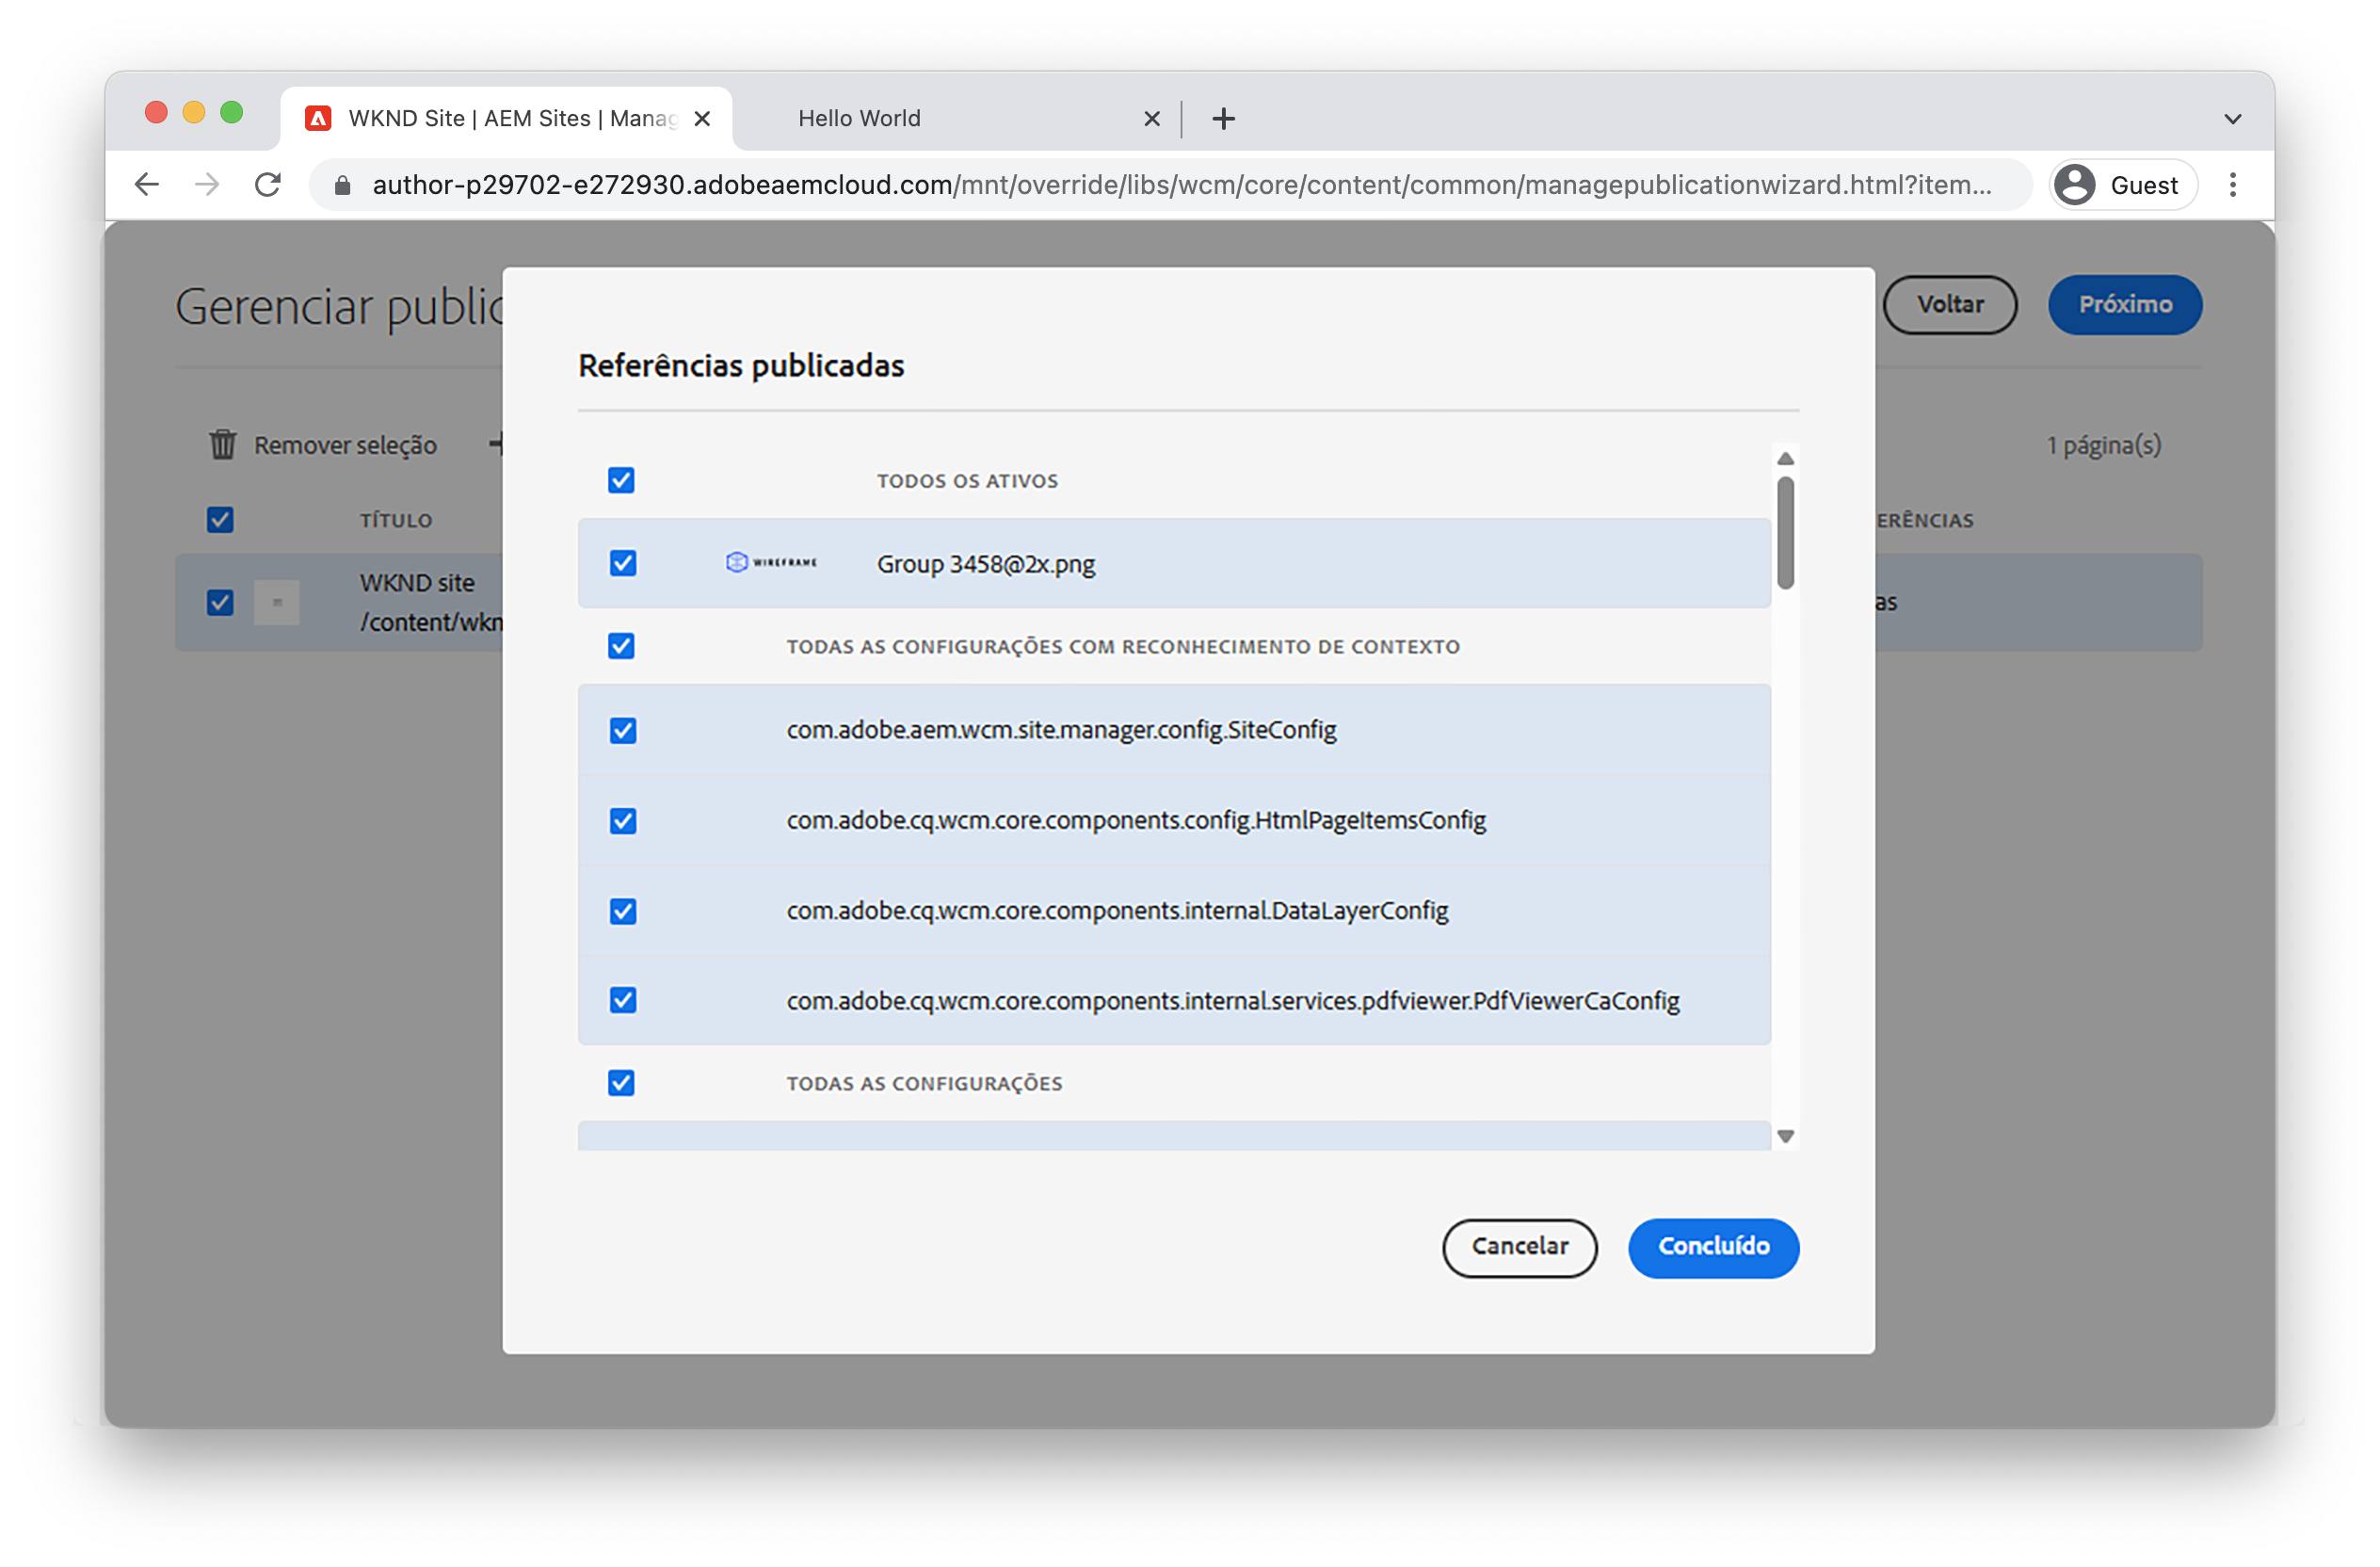 WKND Site | AEM Sites | Manag
Hello World
author-p29702-e272930.adobeaemcloud.com/mnt/override/libs/wcm/core/content/common/managepublicationwizard.html?item...
Guest
Gerenciar public
Voltar
Próximo
Referências publicadas
Remover seleção
1 página(s)
TODOS OS ATIVOS
TÍTULO
ERÊNCIAS
WIREFRAME
Group 3458@2x.png
WKND site
/content/wkn
as
TODAS AS CONFIGURAÇÕES COM RECONHECIMENTO DE CONTEXTO
com.adobe.aem.wcm.site.manager.config.SiteConfig
com.adobe.cq.wcm.core.components.config.HtmlPageItemsConfig
com.adobe.cq.wcm.core.components.internal.DataLayerConfig
com.adobe.cq.wcm.core.components.internal.services.pdfviewer.PdfViewerCaConfig
TODAS AS CONFIGURAÇÕES
Cancelar
Concluído